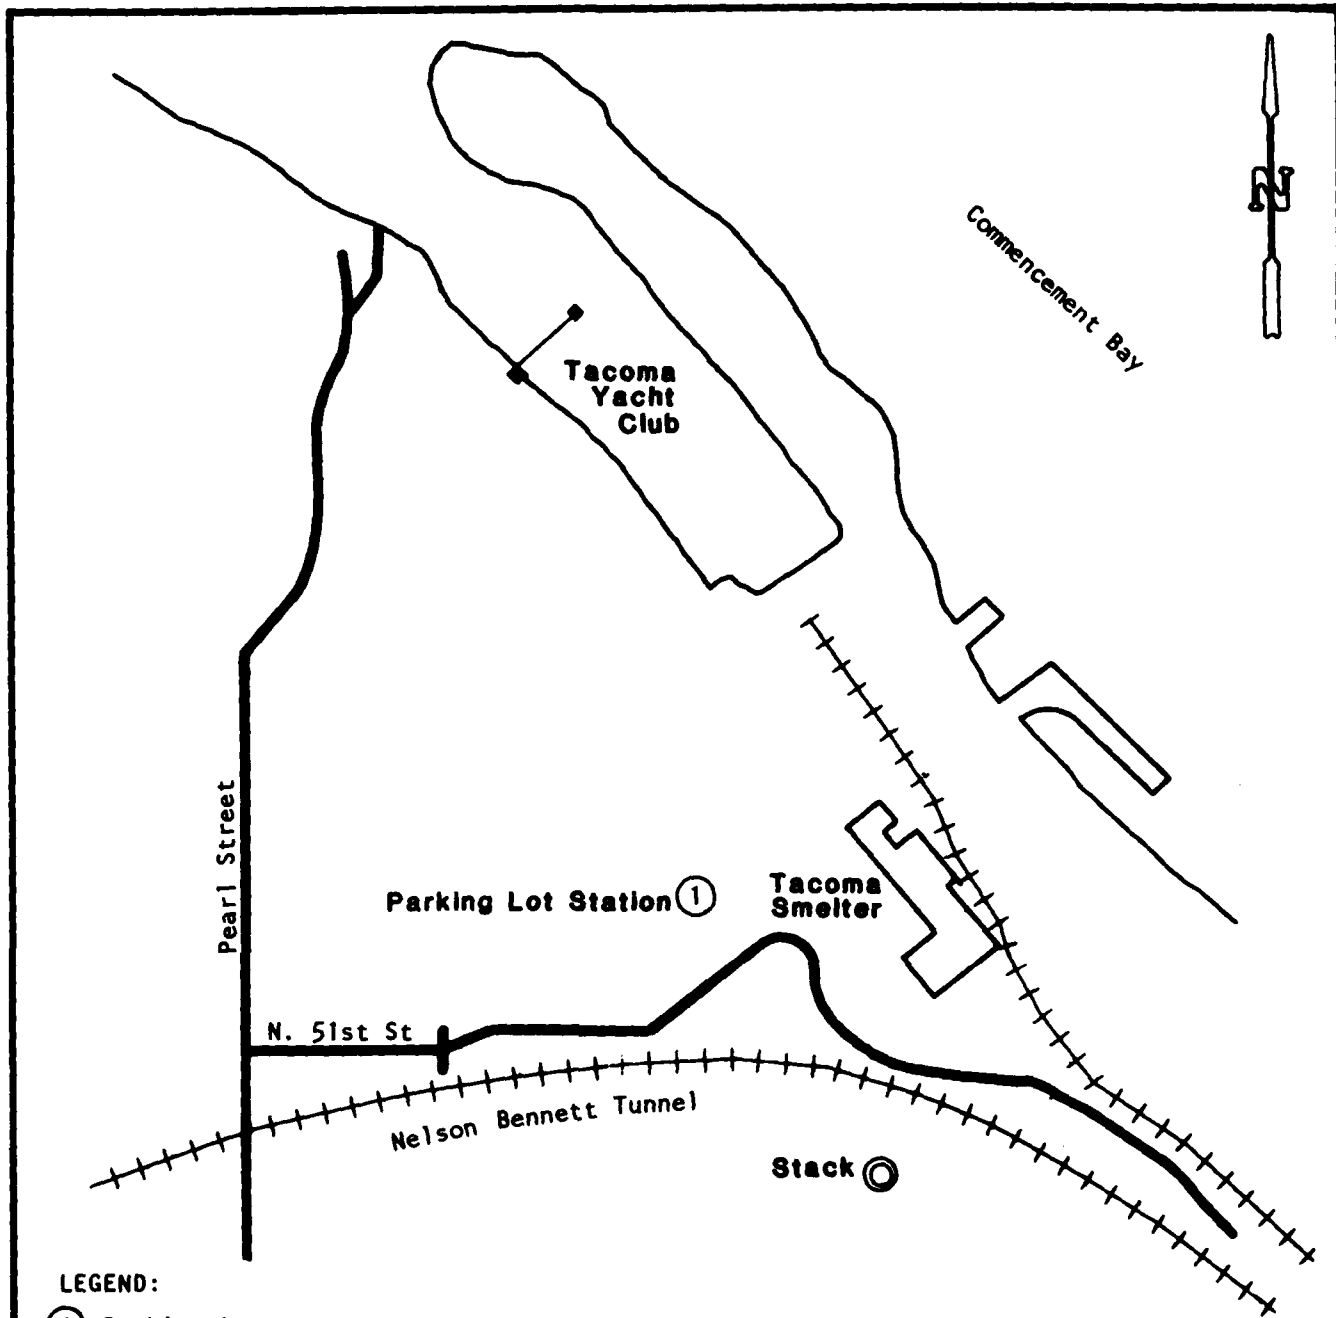 N
Commencement Bay
Tacoma
Yacht
Club
Pearl Street
Parking Lot Station 1
Tacoma
Smelter
N. 51st St
Nelson Bennett Tunnel
Stack
LEGEND: